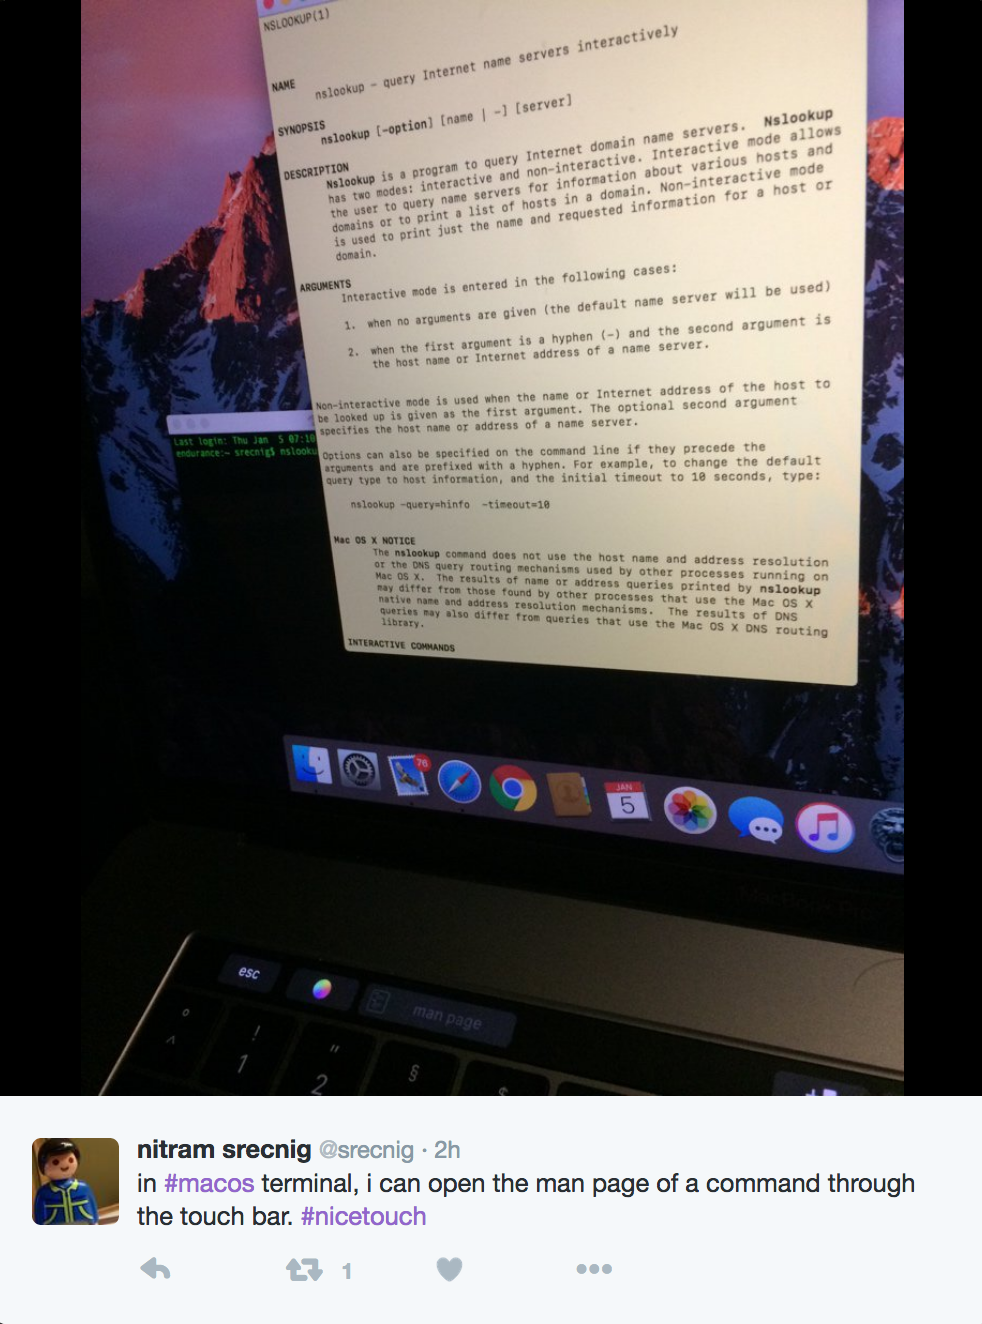 NSLOOKUP(1)
NAME
nslookup – query Internet name servers interactively
SYNOPSIS
nslookup [–option] [name | –] [server]
DESCRIPTION
Nslookup is a program to query Internet domain name servers. Nslookup
has two modes: interactive and non-interactive. Interactive mode allows
the user to query name servers for information about various hosts and
domains or to print a list of hosts in a domain. Non-interactive mode
is used to print just the name and requested information for a host or
domain.
ARGUMENTS
Interactive mode is entered in the following cases:
1. when no arguments are given (the default name server will be used)
2. when the first argument is a hyphen (–) and the second argument is
the host name or Internet address of a name server.
Non-interactive mode is used when the name or Internet address of the host to
be looked up is given as the first argument. The optional second argument
specifies the host name or address of a name server.
Options can also be specified on the command line if they precede the
arguments and are prefixed with a hyphen. For example, to change the default
query type to host information, and the initial timeout to 10 seconds, type:
nslookup -query=hinfo -timeout=10
Mac OS X NOTICE
The nslookup command does not use the host name and address resolution
or the DNS query routing mechanisms used by other processes running on
Mac OS X. The results of name or address queries printed by nslookup
may differ from those found by other processes that use the Mac OS X
native name and address resolution mechanisms. The results of DNS
queries may also differ from queries that use the Mac OS X DNS routing
library.
INTERACTIVE COMMANDS
Last login: Thu Jan 5 07:10
endurance:~ srecnig$ nslooku
76
JAN
5
esc
man page
° ^
! 1
" 2
§
nitram srecnig @srecnig · 2h
in #macos terminal, i can open the man page of a command through
the touch bar. #nicetouch
1